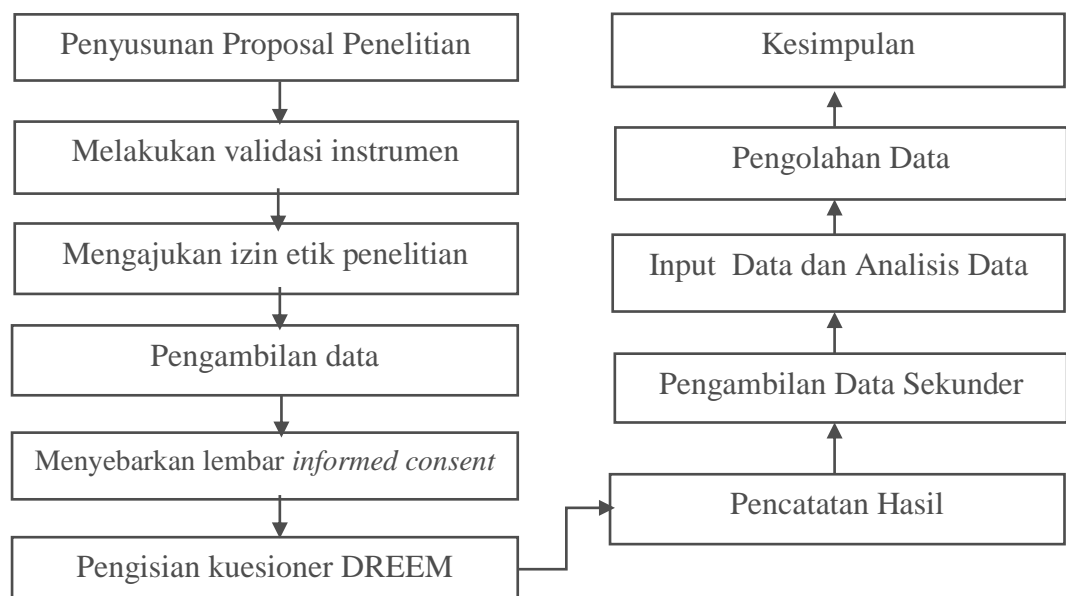 Penyusunan Proposal Penelitian
Melakukan validasi instrumen
Mengajukan izin etik penelitian
Pengambilan data
Menyebarkan lembar informed consent
Pengisian kuesioner DREEM
Pencatatan Hasil
Pengambilan Data Sekunder
Input Data dan Analisis Data
Pengolahan Data
Kesimpulan